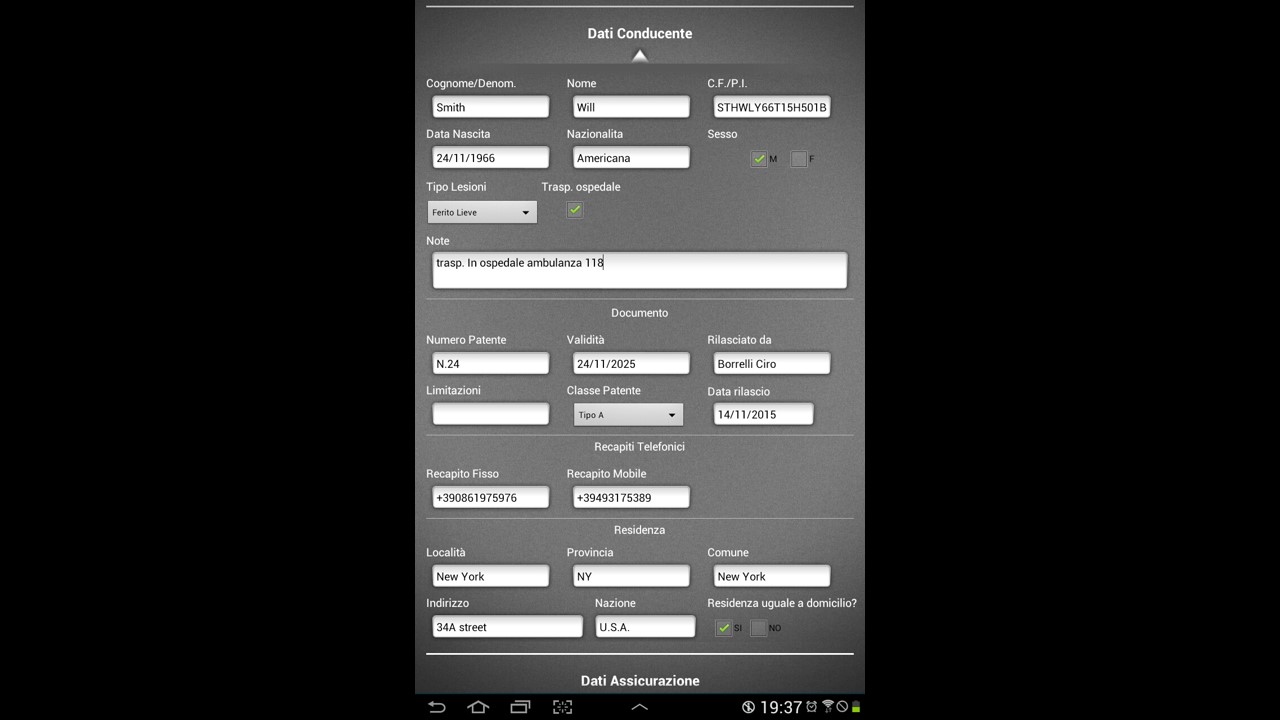 Dati Conducente
Cognome/Denom. Nome C.F./P.I.
Smith Will STHWLY66T15H501B
Data Nascita Nazionalita Sesso
24/11/1966 Americana M F
Tipo Lesioni Trasp. ospedale
Ferito Lieve
Note
trasp. In ospedale ambulanza 118
Documento
Numero Patente Validità Rilasciato da
N.24 24/11/2025 Borrelli Ciro
Limitazioni Classe Patente Data rilascio
Tipo A 14/11/2015
Recapiti Telefonici
Recapito Fisso Recapito Mobile
+390861975976 +39493175389
Residenza
Località Provincia Comune
New York NY New York
Indirizzo Nazione Residenza uguale a domicilio?
34A street U.S.A. SI NO
Dati Assicurazione
19:37